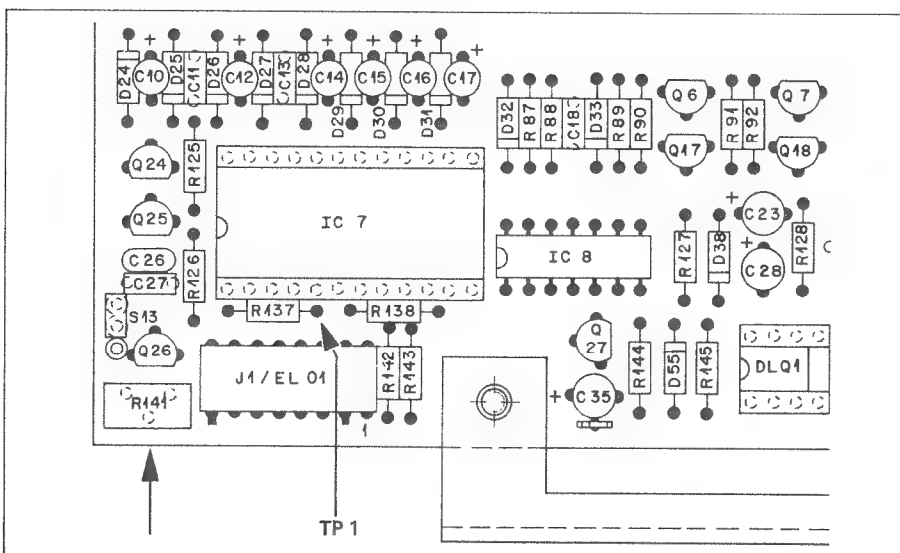 D24 C10 D25 C11 D26 C12 D27 C13 D28 C14 C15 C16 C17
D29 D30 D31
D32 R87 R88 C18 D33 R89 R90 Q6 R91 R92 Q7
Q17 Q18
Q24 R125
Q25 IC 7 C23
C26 R126 IC 8 R127 D38 C28 R128
C27
S13 R137 R138
Q26 Q27
J1/EL 01 R142 R143 R144 D55 R145 DLQ1
R141 C35
1
TP1